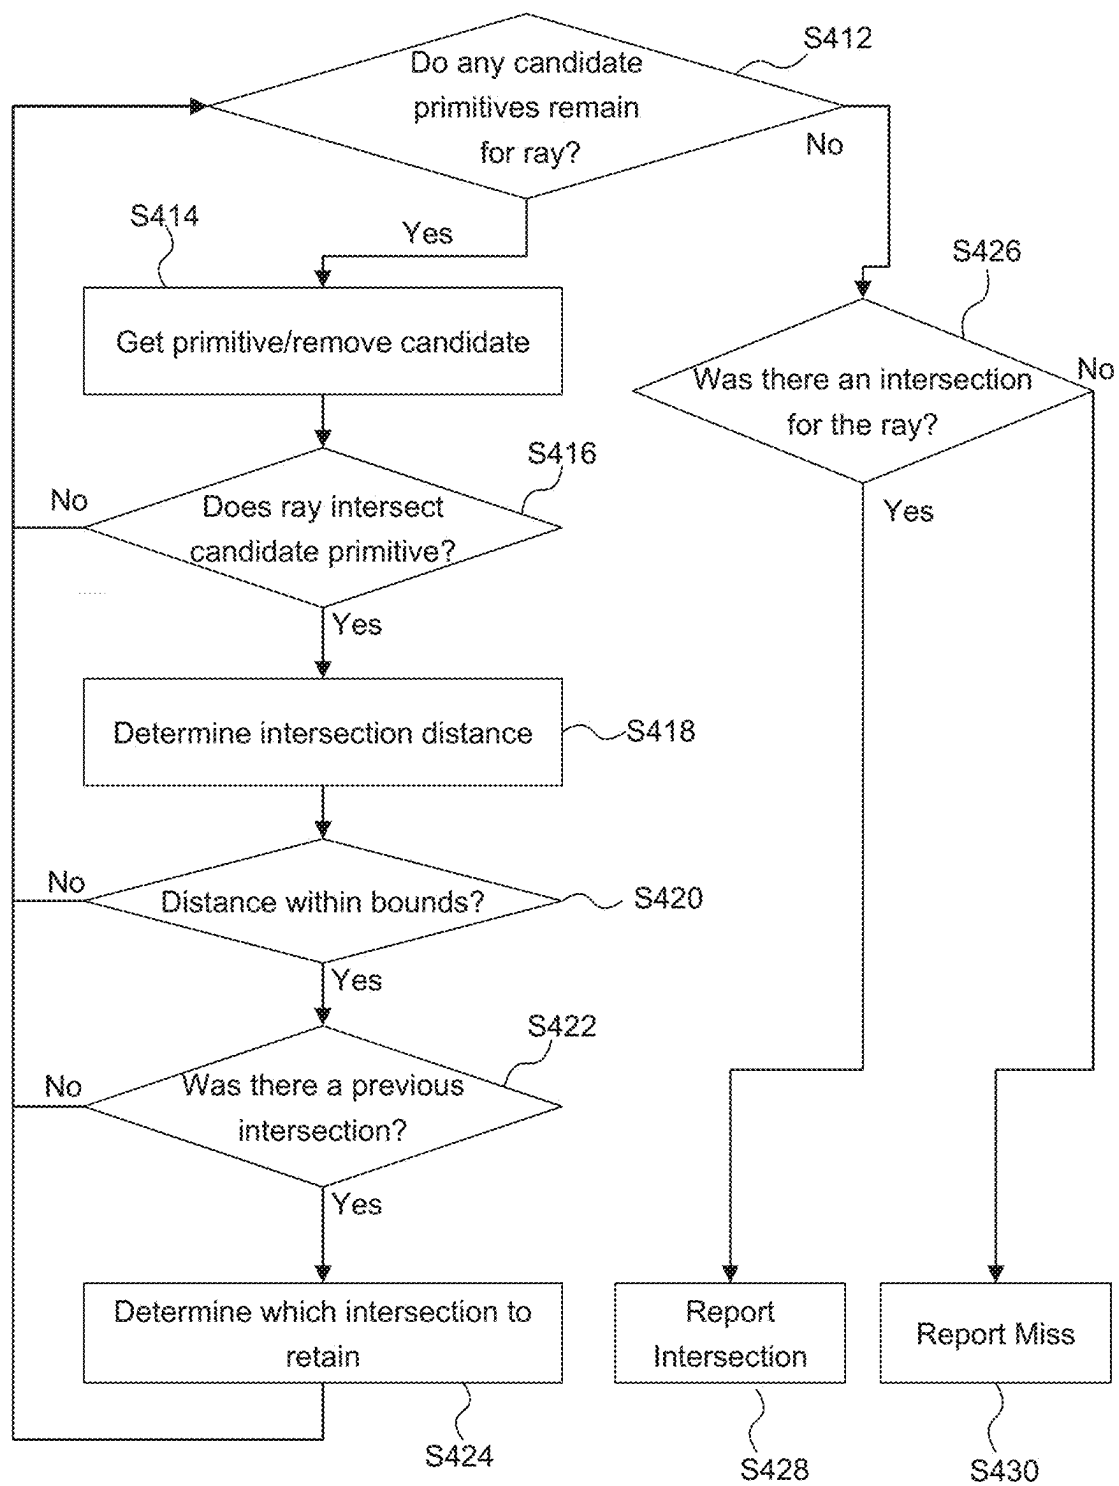 S412
Do any candidate
primitives remain
for ray?
No
Yes
S414
Get primitive/remove candidate
S426
Was there an intersection
for the ray?
No
Yes
S416
Does ray intersect
candidate primitive?
No
Yes
Determine intersection distance
S418
Distance within bounds?
No
S420
Yes
S422
Was there a previous
intersection?
No
Yes
Determine which intersection to
retain
S424
Report
Intersection
S428
Report Miss
S430